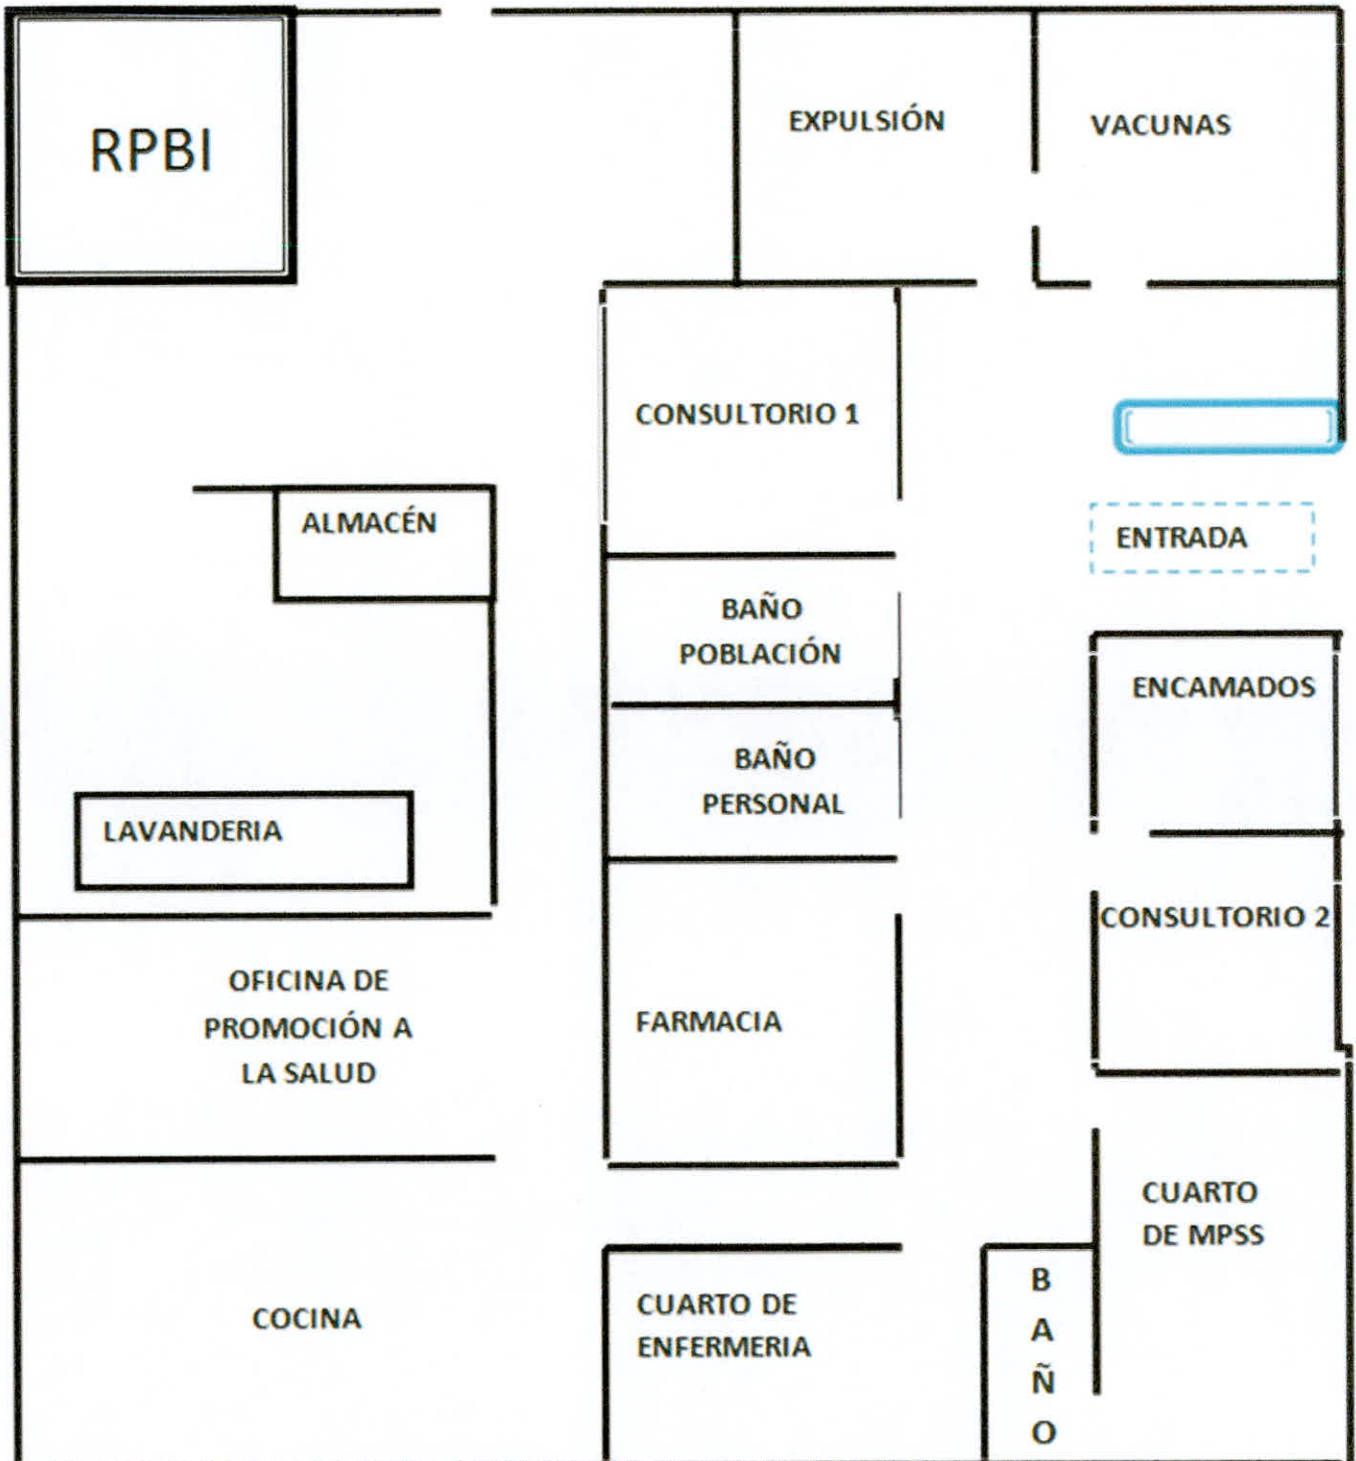 RPBI
EXPULSIÓN
VACUNAS
CONSULTORIO 1
ALMACÉN
ENTRADA
BAÑO
POBLACIÓN
ENCAMADOS
BAÑO
PERSONAL
LAVANDERIA
CONSULTORIO 2
OFICINA DE
PROMOCIÓN A
LA SALUD
FARMACIA
CUARTO
DE MPSS
COCINA
CUARTO DE
ENFERMERIA
B
A
Ñ
O